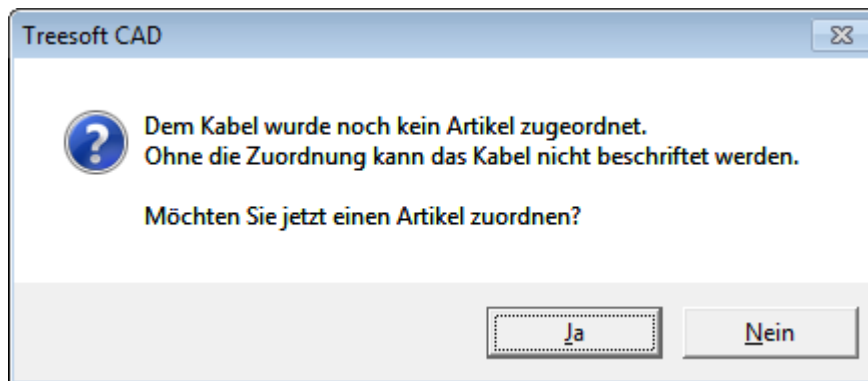 Treesoft CAD
Dem Kabel wurde noch kein Artikel zugeordnet.
Ohne die Zuordnung kann das Kabel nicht beschriftet werden.
Möchten Sie jetzt einen Artikel zuordnen?
Ja
Nein